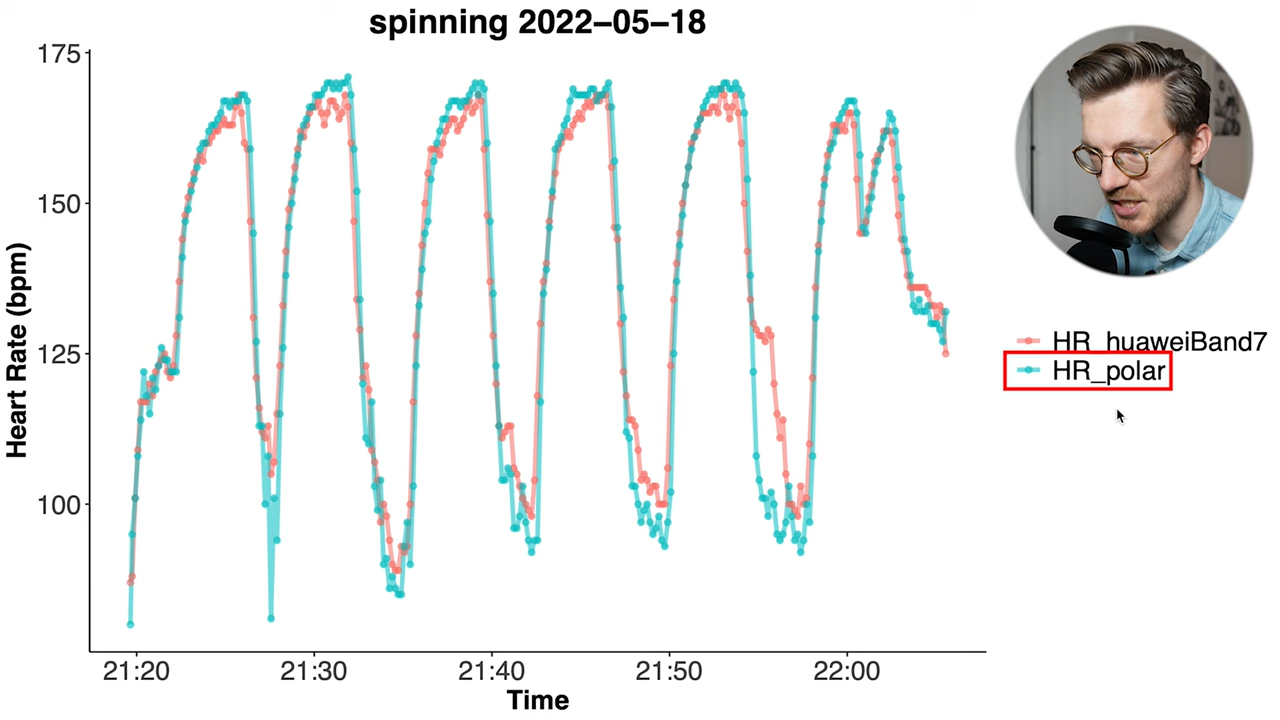 spinning 2022–05–18
175
150
125
100
Heart Rate (bpm)
21:20
21:30
21:40
21:50
22:00
Time
HR_huaweiBand7
HR_polar